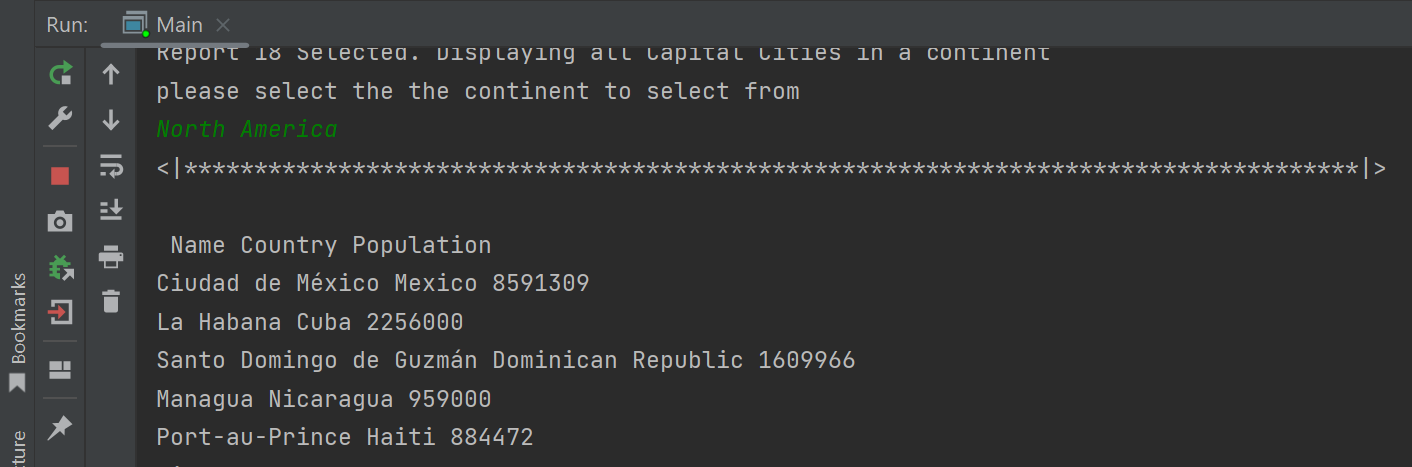 Run: Main
Report 18 Selected. Displaying all Capital Cities in a continent
please select the the continent to select from
North America
<|************************************************************************************|>
Name Country Population
Ciudad de México Mexico 8591309
La Habana Cuba 2256000
Santo Domingo de Guzmán Dominican Republic 1609966
Managua Nicaragua 959000
Port-au-Prince Haiti 884472
Bookmarks